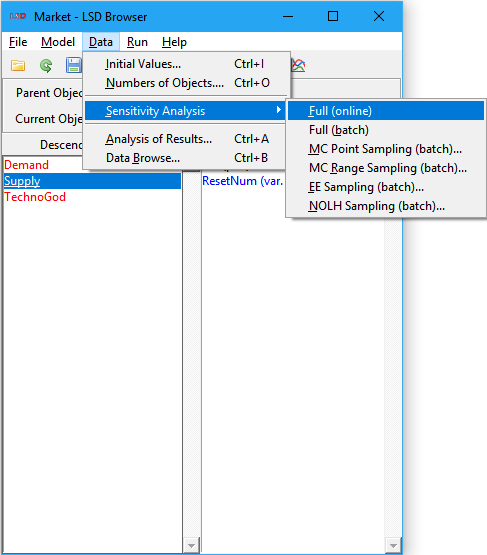 LSD Market - LSD Browser
File Model Data Run Help
Initial Values... Ctrl+I
Numbers of Objects.... Ctrl+O
Parent Objec
Sensitivity Analysis
Full (online)
Current Obje
Full (batch)
Analysis of Results... Ctrl+A
MC Point Sampling (batch)...
Descen
Data Browse... Ctrl+B
MC Range Sampling (batch)...
Demand
Supply
ResetNum (var.
EE Sampling (batch)...
TechnoGod
NOLH Sampling (batch)...